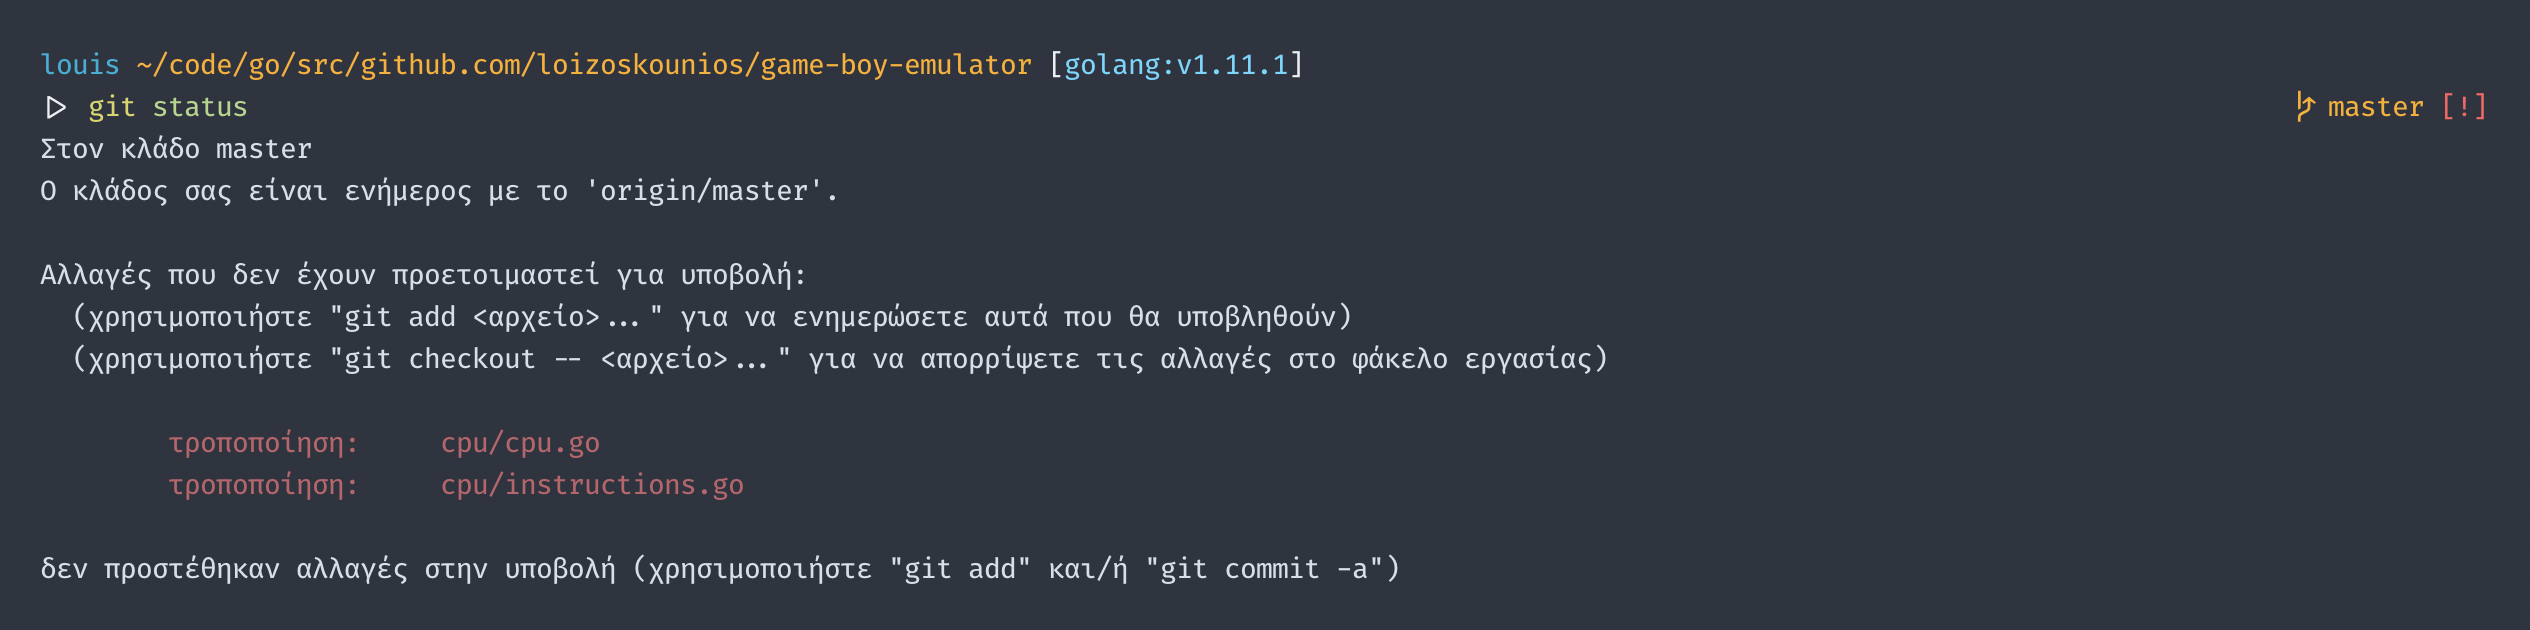 louis ~/code/go/src/github.com/loizoskounios/game-boy-emulator [golang:v1.11.1]
▷ git status master [!]
Στον κλάδο master
Ο κλάδος σας είναι ενήμερος με το 'origin/master'.
Αλλαγές που δεν έχουν προετοιμαστεί για υποβολή:
(χρησιμοποιήστε "git add <αρχείο>..." για να ενημερώσετε αυτά που θα υποβληθούν)
(χρησιμοποιήστε "git checkout -- <αρχείο>..." για να απορρίψετε τις αλλαγές στο φάκελο εργασίας)
τροποποίηση: cpu/cpu.go
τροποποίηση: cpu/instructions.go
δεν προστέθηκαν αλλαγές στην υποβολή (χρησιμοποιήστε "git add" και/ή "git commit -a")